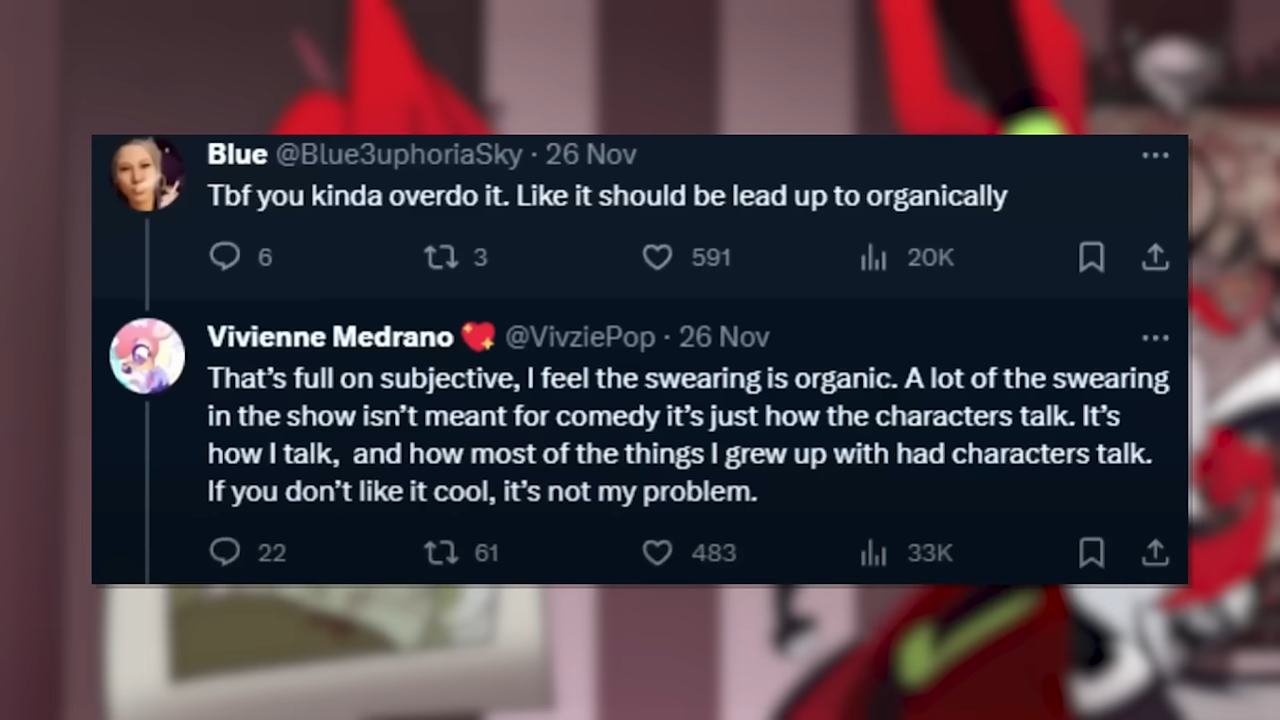 Blue @Blue3uphoriaSky · 26 Nov
Tbf you kinda overdo it. Like it should be lead up to organically
6 3 591 20K
Vivienne Medrano 💖 @VivziePop · 26 Nov
That's full on subjective, I feel the swearing is organic. A lot of the swearing
in the show isn't meant for comedy it's just how the characters talk. It's
how I talk,  and how most of the things I grew up with had characters talk.
If you don't like it cool, it's not my problem.
22 61 483 33K